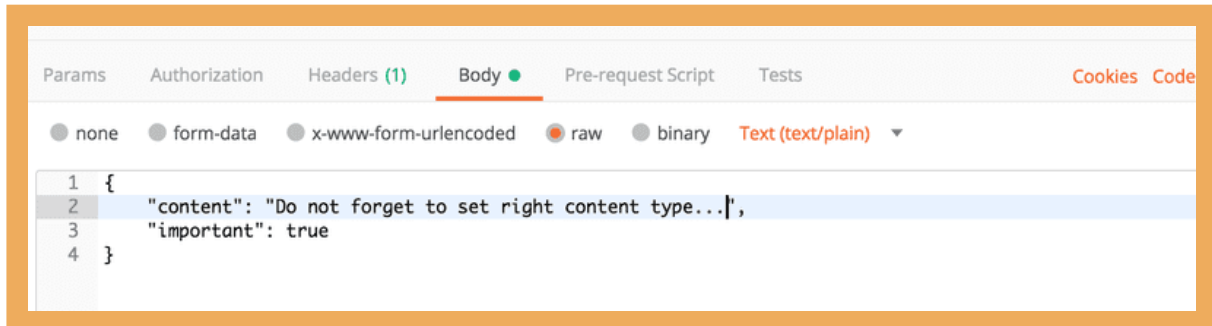 Params Authorization Headers (1) Body Pre-request Script Tests Cookies Code
none form-data x-www-form-urlencoded raw binary Text (text/plain)
1 {
2 "content": "Do not forget to set right content type...",
3 "important": true
4 }